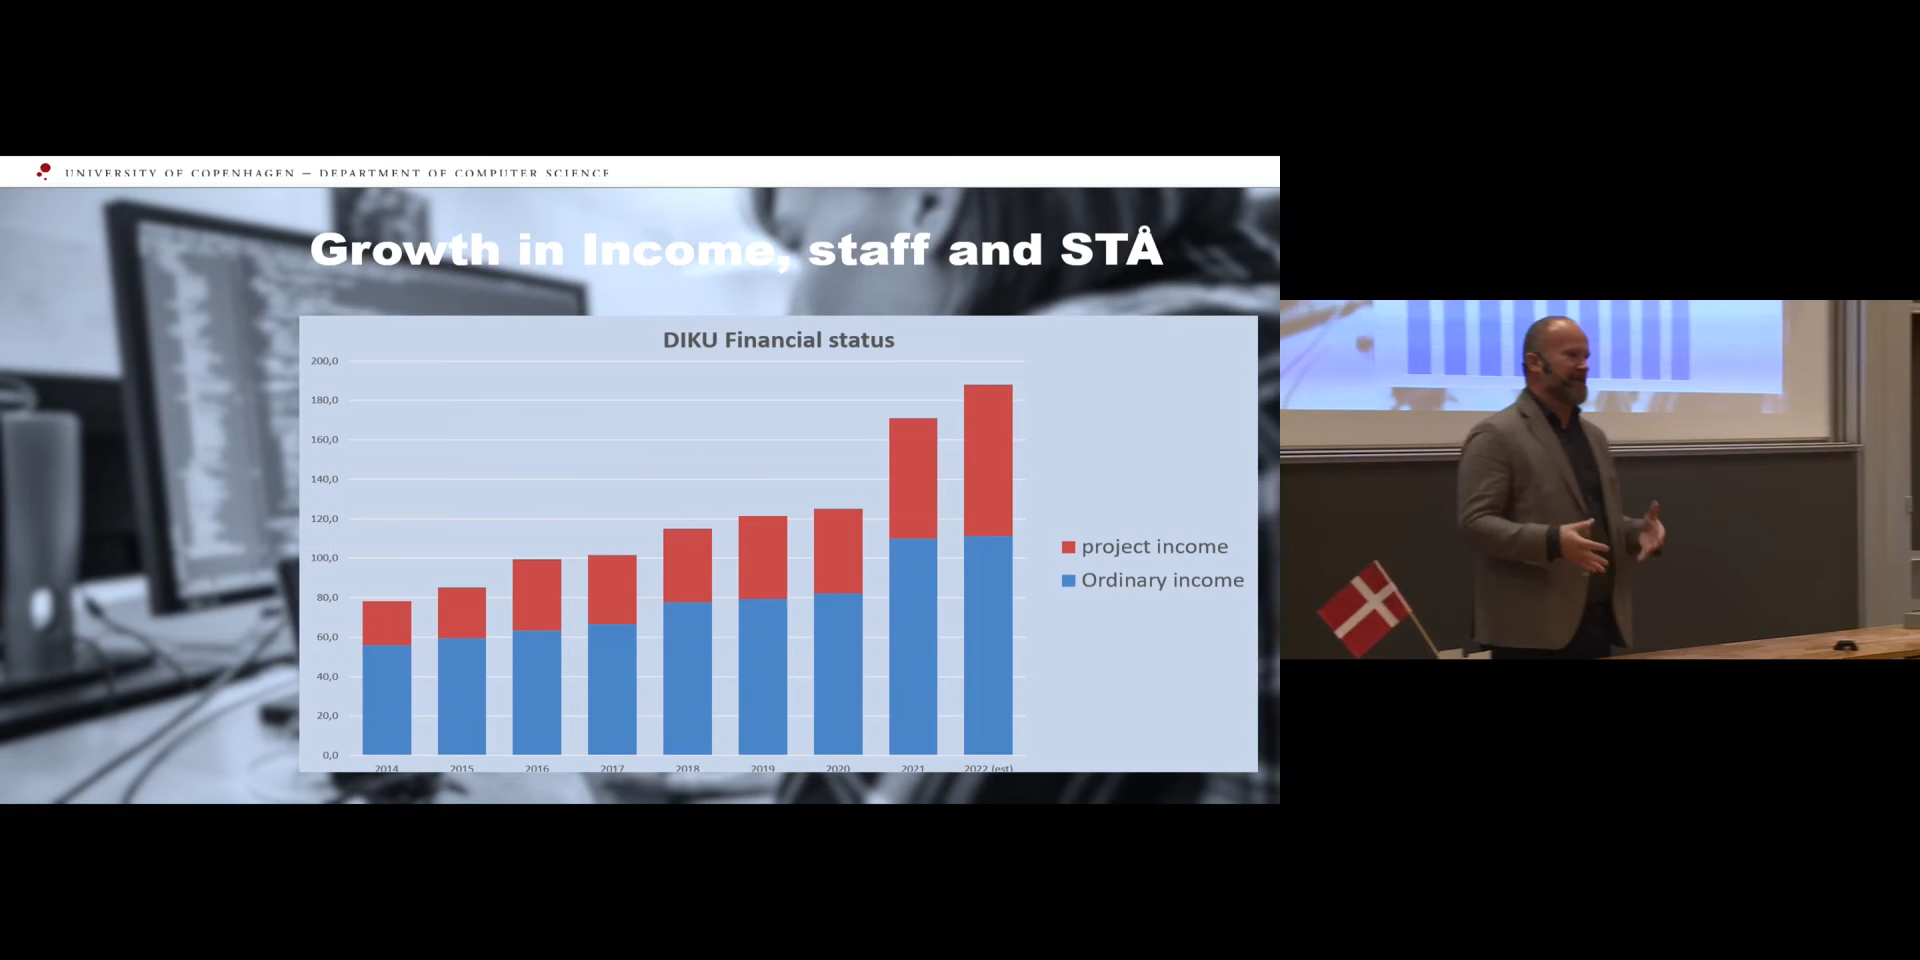 UNIVERSITY OF COPENHAGEN — DEPARTMENT OF COMPUTER SCIENCE
Growth in Income, staff and STÅ
DIKU Financial status
200,0
180,0
160,0
140,0
120,0
100,0
80,0
60,0
40,0
20,0
0,0
2014 2015 2016 2017 2018 2019 2020 2021 2022 (est)
project income
Ordinary income